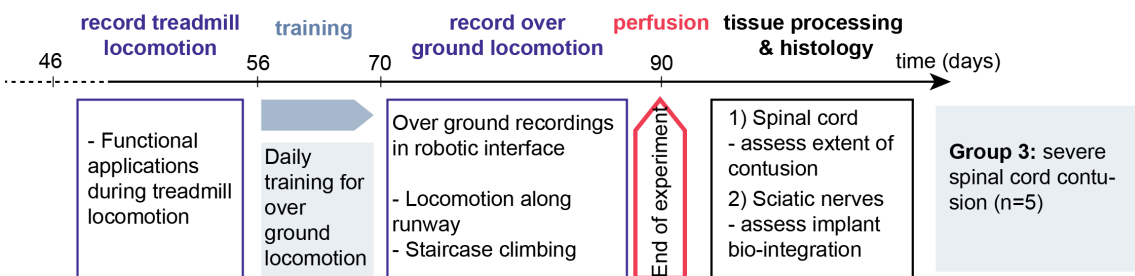 record treadmill
locomotion
training
record over
ground locomotion
perfusion
tissue processing
& histology
46
56
70
90
time (days)
- Functional
applications
during treadmill
locomotion
Daily
training for
over
ground
locomotion
Over ground recordings
in robotic interface
- Locomotion along
runway
- Staircase climbing
End of experiment
1) Spinal cord
- assess extent of
contusion
2) Sciatic nerves
- assess implant
bio-integration
Group 3: severe
spinal cord contu-
sion (n=5)